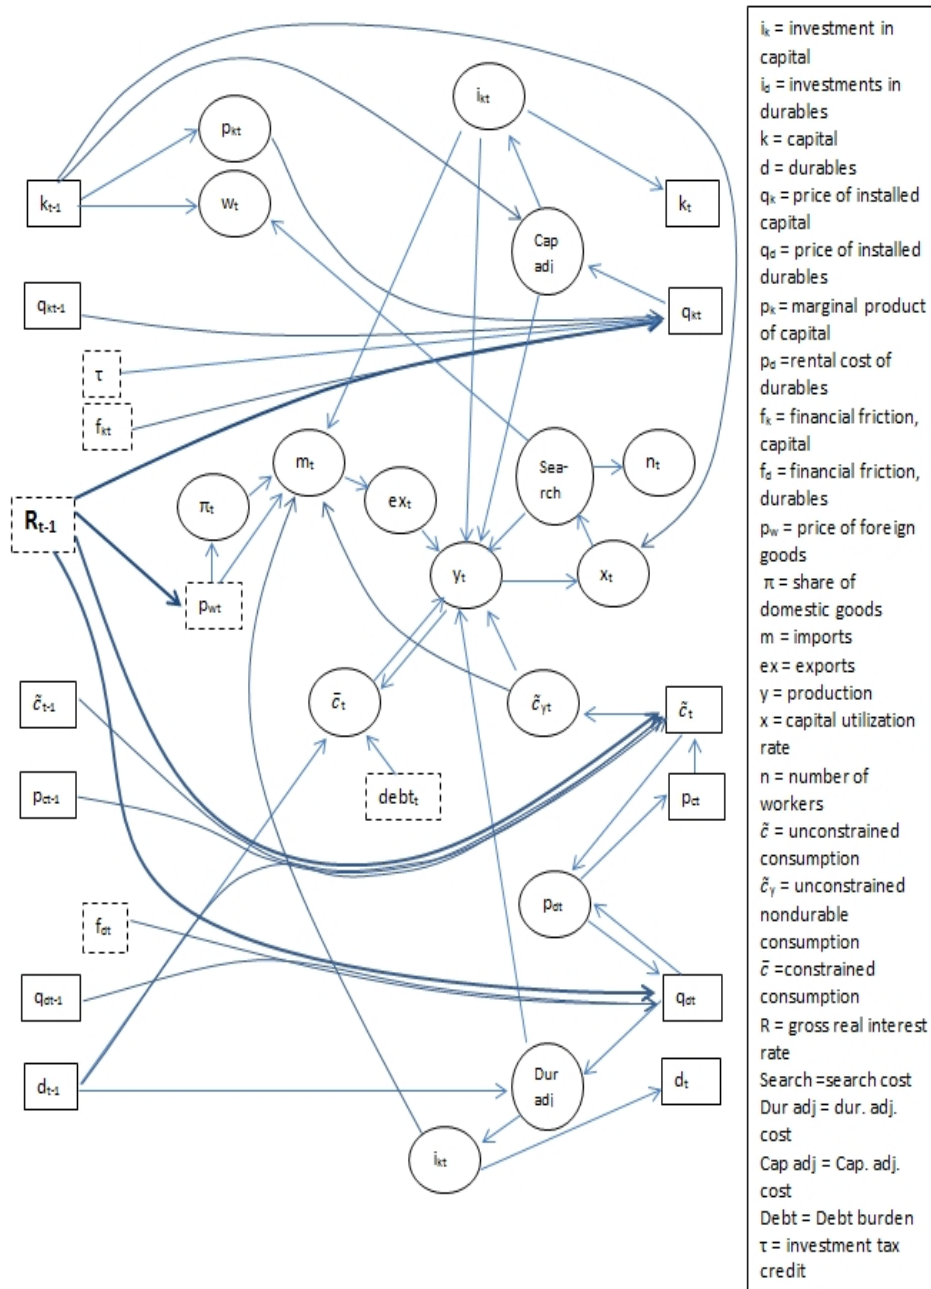 i_kt
p_kt
k_t-1
w_t
k_t
Cap
adj
q_kt-1
q_kt
τ
f_kt
m_t
Sea-
rch
n_t
π_t
ex_t
R_t-1
y_t
x_t
p_wt
c̃_t-1
c̄_t
c̃_yt
c̃_t
p_ct-1
debt_t
p_ct
p_dt
f_dt
q_dt-1
q_dt
d_t-1
Dur
adj
d_t
i_kt
i_k = investment in
capital
i_d = investments in
durables
k = capital
d = durables
q_k = price of installed
capital
q_d = price of installed
durables
p_k = marginal product
of capital
p_d =rental cost of
durables
f_k = financial friction,
capital
f_d = financial friction,
durables
p_w = price of foreign
goods
π = share of
domestic goods
m = imports
ex = exports
y = production
x = capital utilization
rate
n = number of
workers
c̃ = unconstrained
consumption
c̃_y = unconstrained
nondurable
consumption
c̄ =constrained
consumption
R = gross real interest
rate
Search =search cost
Dur adj = dur. adj.
cost
Cap adj = Cap. adj.
cost
Debt = Debt burden
τ = investment tax
credit